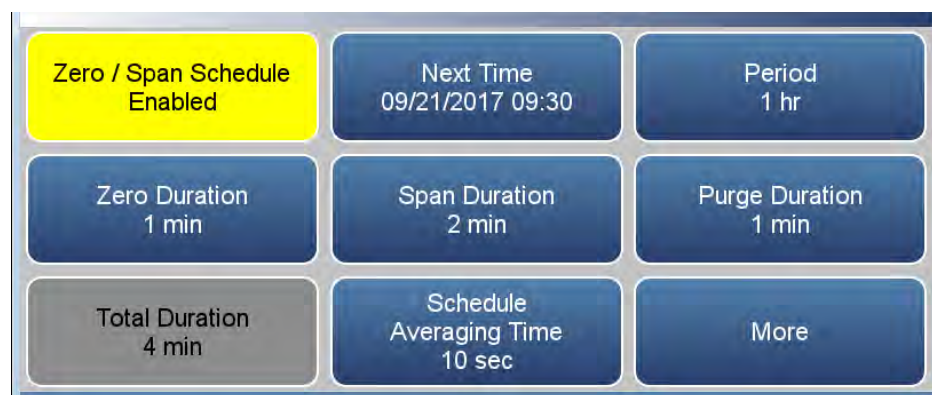 Zero / Span Schedule
Enabled
Next Time
09/21/2017 09:30
Period
1 hr
Zero Duration
1 min
Span Duration
2 min
Purge Duration
1 min
Total Duration
4 min
Schedule
Averaging Time
10 sec
More